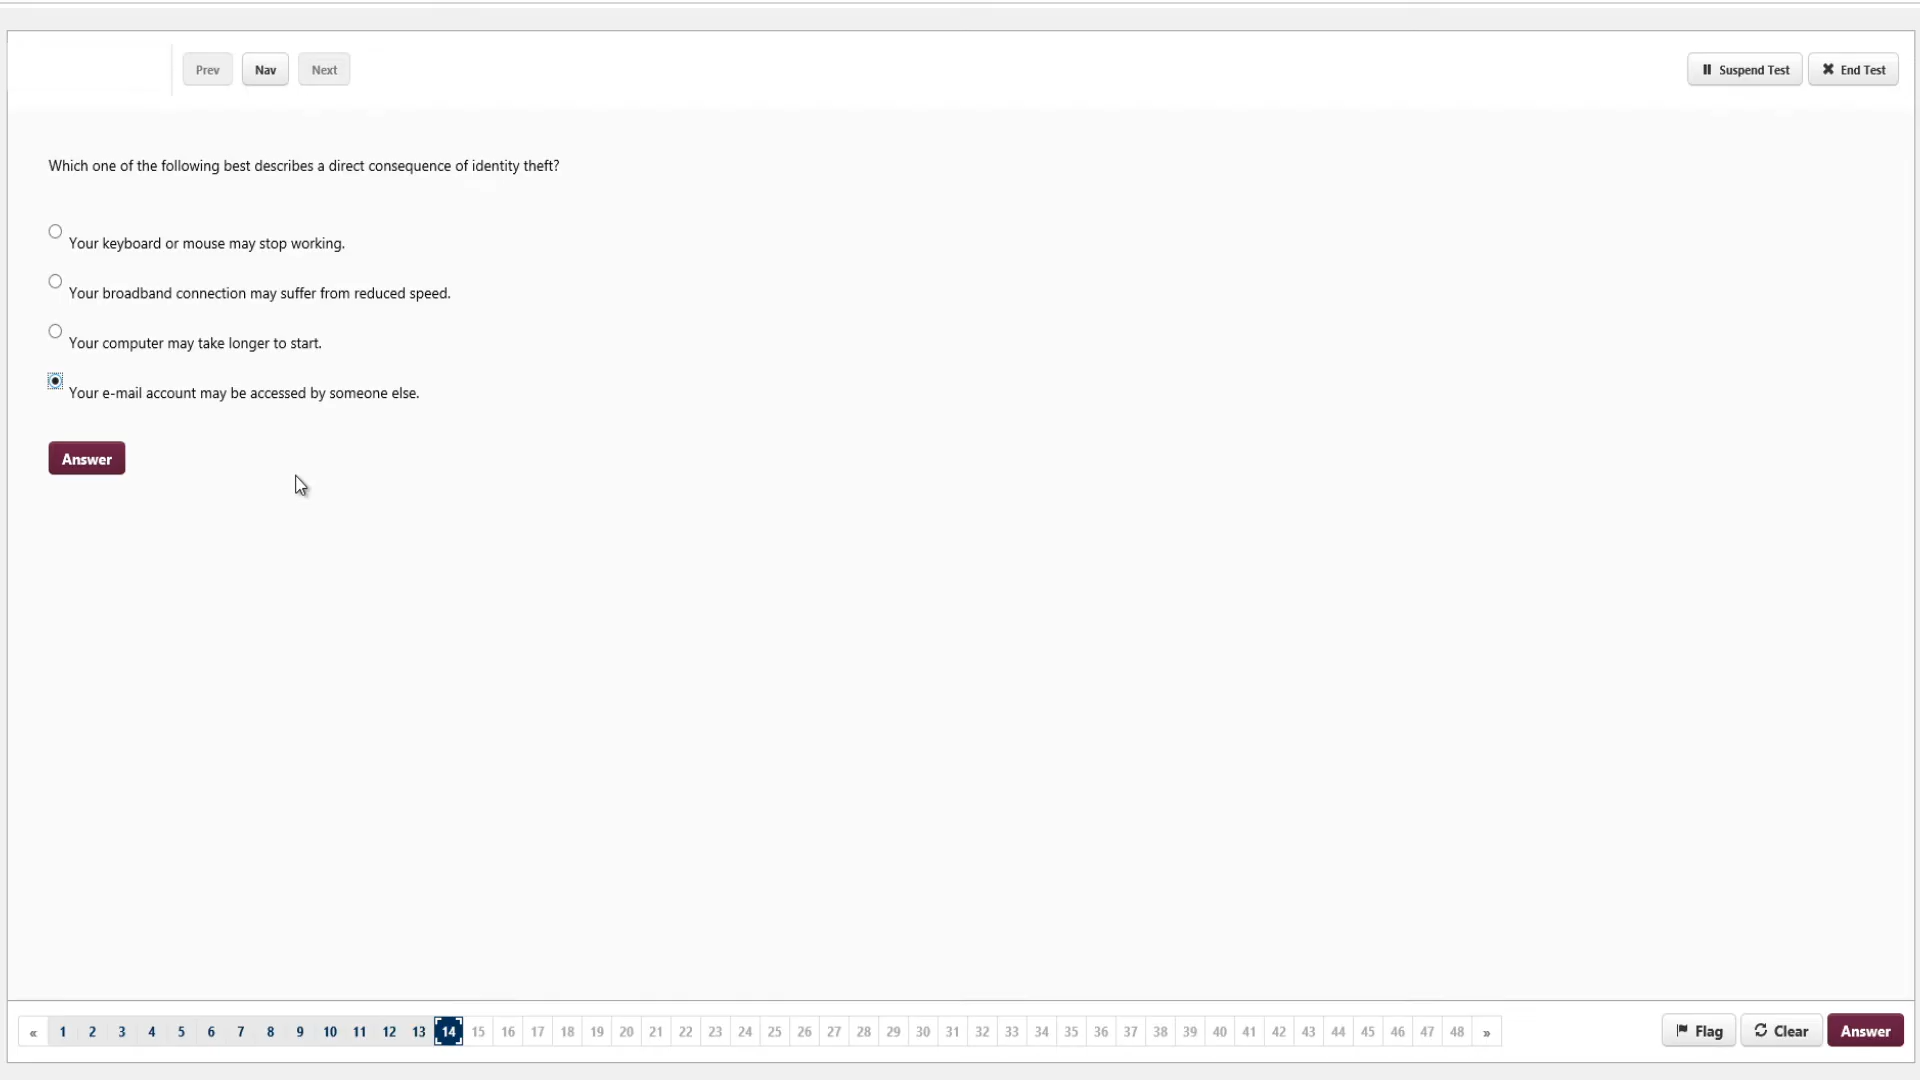 Prev Nav Next Suspend Test End Test
Which one of the following best describes a direct consequence of identity theft?
Your keyboard or mouse may stop working.
Your broadband connection may suffer from reduced speed.
Your computer may take longer to start.
Your e-mail account may be accessed by someone else.
Answer
« 1 2 3 4 5 6 7 8 9 10 11 12 13 14 15 16 17 18 19 20 21 22 23 24 25 26 27 28 29 30 31 32 33 34 35 36 37 38 39 40 41 42 43 44 45 46 47 48 » Flag Clear Answer